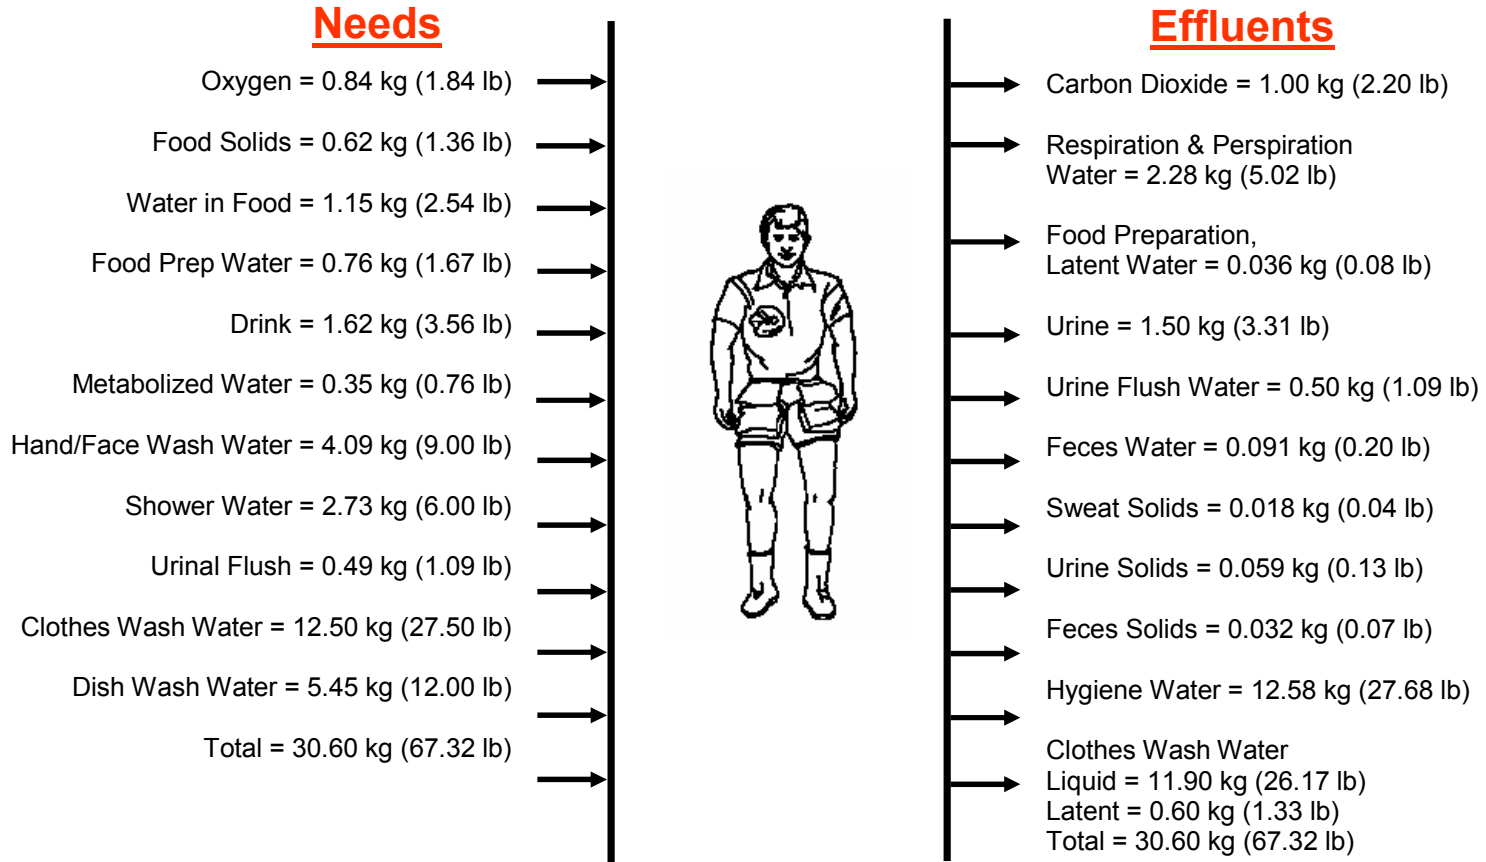 Needs
Oxygen = 0.84 kg (1.84 lb)
Food Solids = 0.62 kg (1.36 lb)
Water in Food = 1.15 kg (2.54 lb)
Food Prep Water = 0.76 kg (1.67 lb)
Drink = 1.62 kg (3.56 lb)
Metabolized Water = 0.35 kg (0.76 lb)
Hand/Face Wash Water = 4.09 kg (9.00 lb)
Shower Water = 2.73 kg (6.00 lb)
Urinal Flush = 0.49 kg (1.09 lb)
Clothes Wash Water = 12.50 kg (27.50 lb)
Dish Wash Water = 5.45 kg (12.00 lb)
Total = 30.60 kg (67.32 lb)
Effluents
Carbon Dioxide = 1.00 kg (2.20 lb)
Respiration & Perspiration
Water = 2.28 kg (5.02 lb)
Food Preparation,
Latent Water = 0.036 kg (0.08 lb)
Urine = 1.50 kg (3.31 lb)
Urine Flush Water = 0.50 kg (1.09 lb)
Feces Water = 0.091 kg (0.20 lb)
Sweat Solids = 0.018 kg (0.04 lb)
Urine Solids = 0.059 kg (0.13 lb)
Feces Solids = 0.032 kg (0.07 lb)
Hygiene Water = 12.58 kg (27.68 lb)
Clothes Wash Water
Liquid = 11.90 kg (26.17 lb)
Latent = 0.60 kg (1.33 lb)
Total = 30.60 kg (67.32 lb)